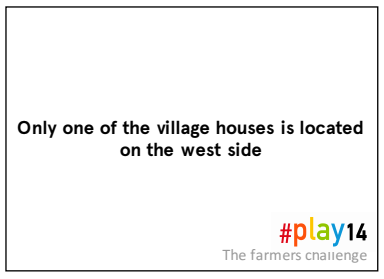 Only one of the village houses is located
on the west side
#play14
The farmers challenge